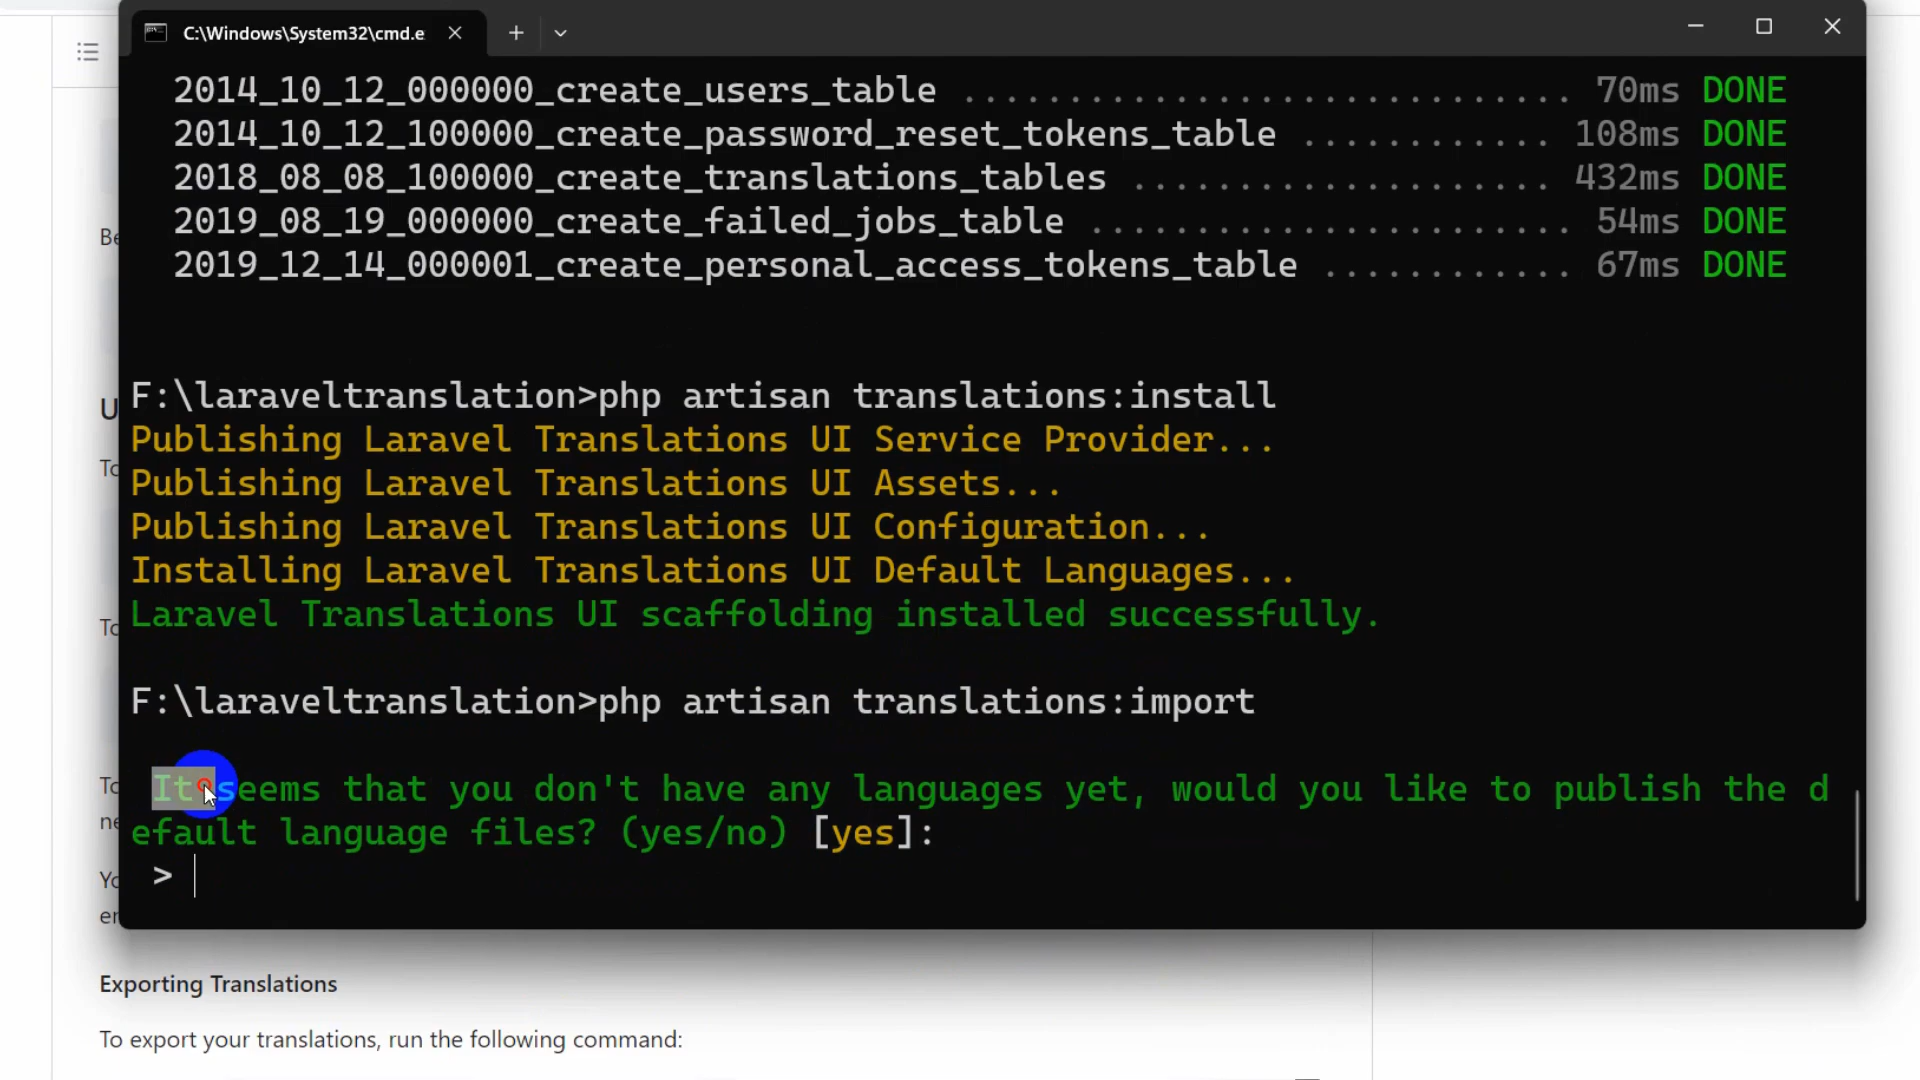 C:\Windows\System32\cmd.e
2014_10_12_000000_create_users_table ............................. 70ms DONE
2014_10_12_100000_create_password_reset_tokens_table ............ 108ms DONE
2018_08_08_100000_create_translations_tables .................... 432ms DONE
2019_08_19_000000_create_failed_jobs_table ....................... 54ms DONE
2019_12_14_000001_create_personal_access_tokens_table ............ 67ms DONE
F:\laraveltranslation>php artisan translations:install
Publishing Laravel Translations UI Service Provider...
Publishing Laravel Translations UI Assets...
Publishing Laravel Translations UI Configuration...
Installing Laravel Translations UI Default Languages...
Laravel Translations UI scaffolding installed successfully.
F:\laraveltranslation>php artisan translations:import
It seems that you don't have any languages yet, would you like to publish the d
efault language files? (yes/no) [yes]:
>
Exporting Translations
To export your translations, run the following command: